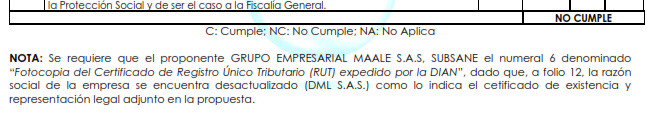 la Protección Social y de ser el caso a la Fiscalía General.
NO CUMPLE
C: Cumple; NC: No Cumple; NA: No Aplica
NOTA: Se requiere que el proponente GRUPO EMPRESARIAL MAALE S.A.S, SUBSANE el numeral 6 denominado
“Fotocopia del Certificado de Registro Único Tributario (RUT) expedido por la DIAN”, dado que, a folio 12, la razón
social de la empresa se encuentra desactualizada (DML S.A.S.) como lo indica el cetificado de existencia y
representación legal adjunto en la propuesta.